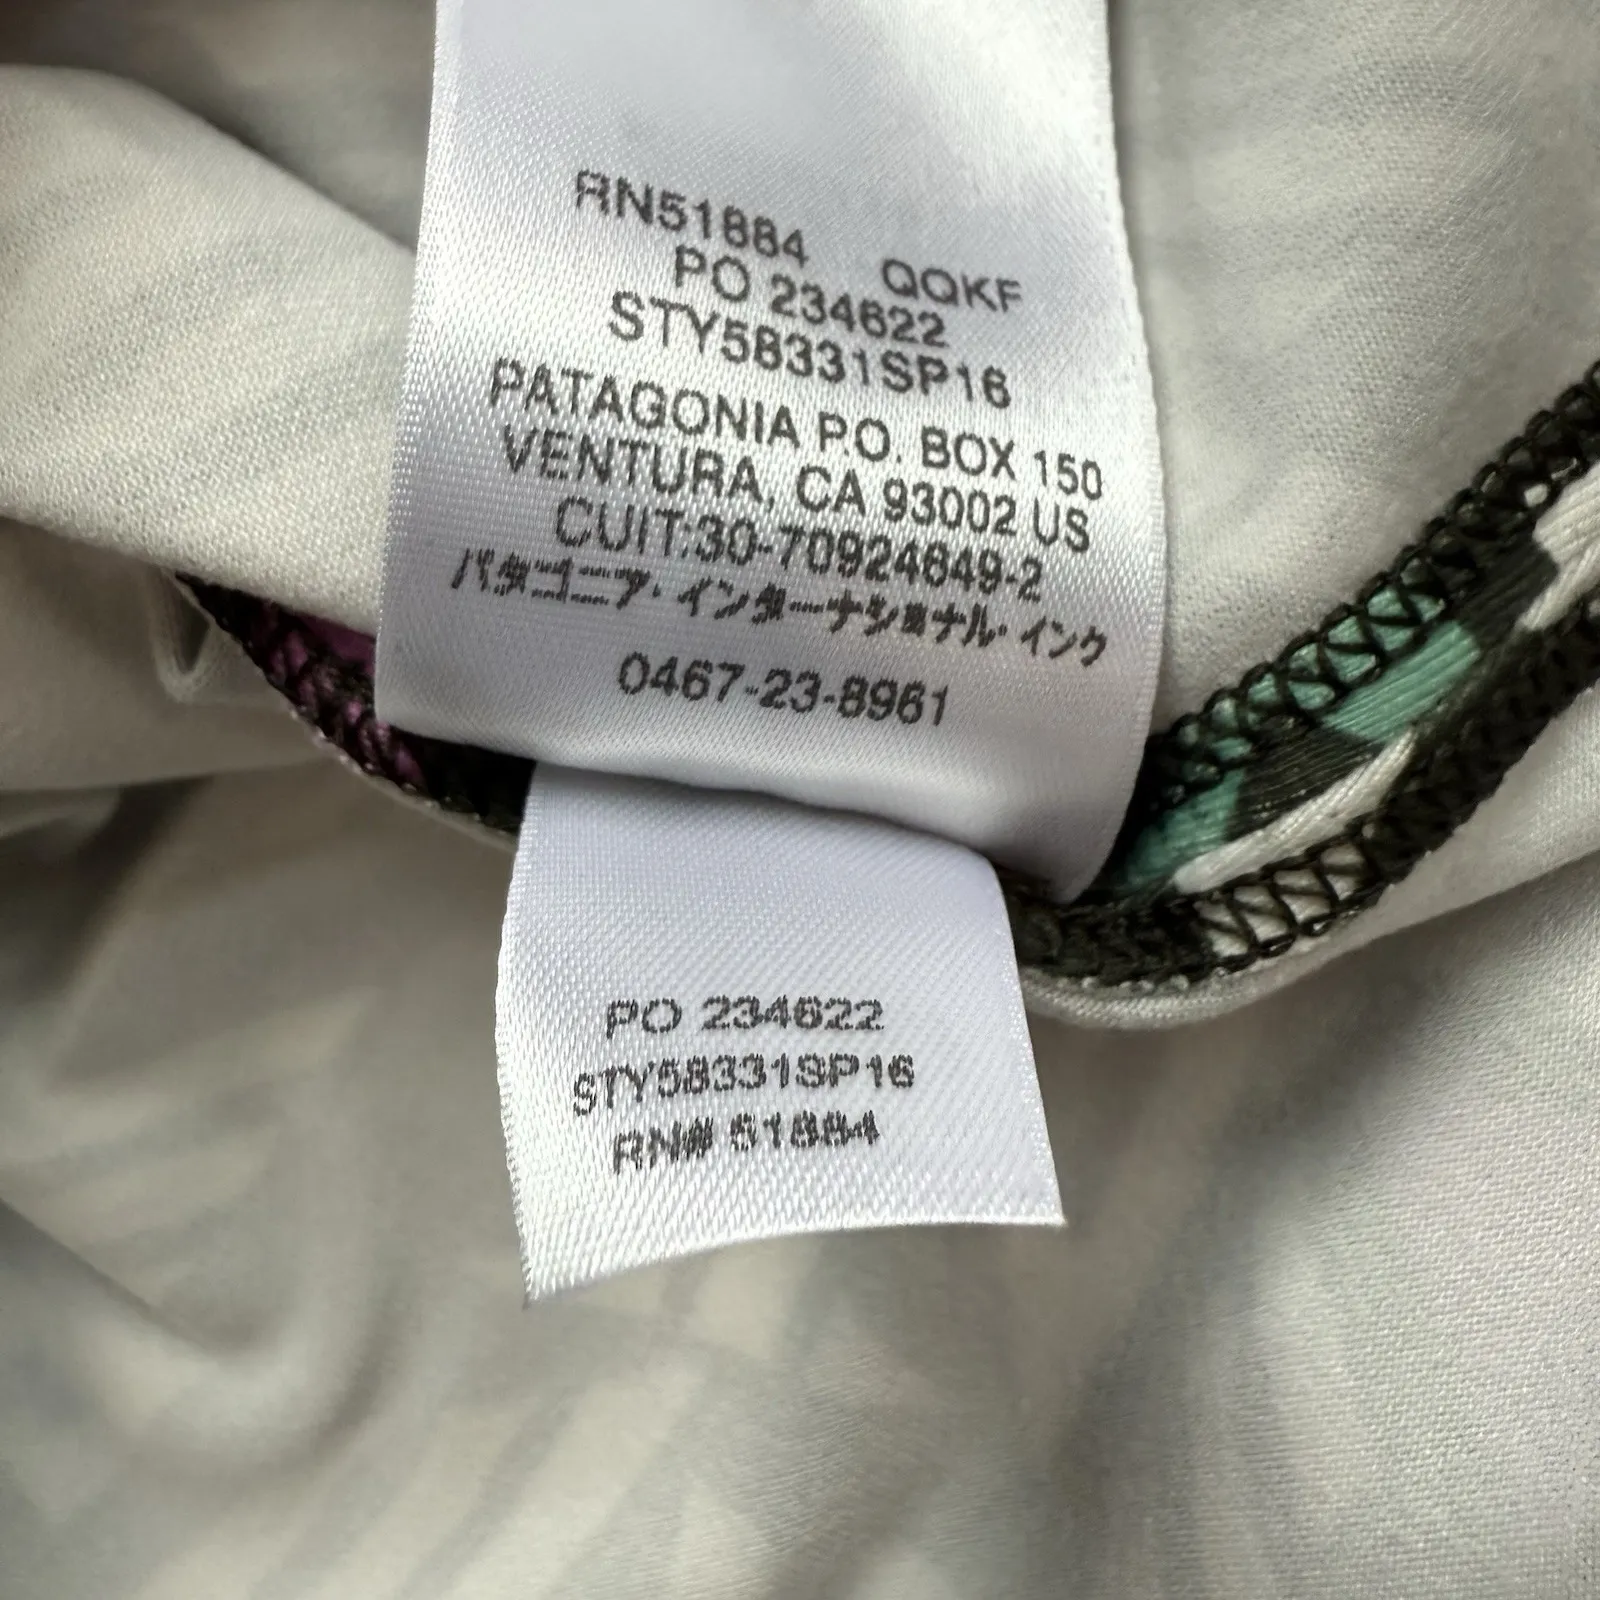 RN51884 QQKF
PO 234622
STY58331SP16
PATAGONIA P.O. BOX 150
VENTURA, CA 93002 US
CUIT:30-70924649-2
パタゴニア・インターナショナル・インク
0467-23-8961
PO 234622
STY58331SP16
RN# 51884